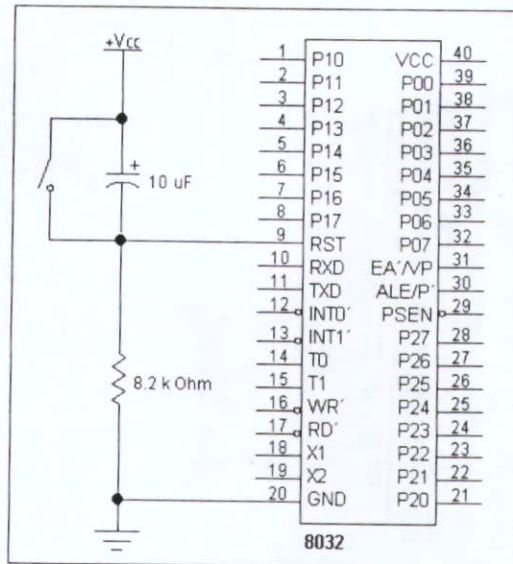 +Vcc
+
10 uF
8.2 k Ohm
1 P10 VCC 40
2 P11 P00 39
3 P12 P01 38
4 P13 P02 37
5 P14 P03 36
6 P15 P04 35
7 P16 P05 34
8 P17 P06 33
9 RST P07 32
10 RXD EA'/VP 31
11 TXD ALE/P' 30
12 INT0' PSEN 29
13 INT1' P27 28
14 T0 P26 27
15 T1 P25 26
16 WR' P24 25
17 RD' P23 24
18 X1 P22 23
19 X2 P21 22
20 GND P20 21
8032